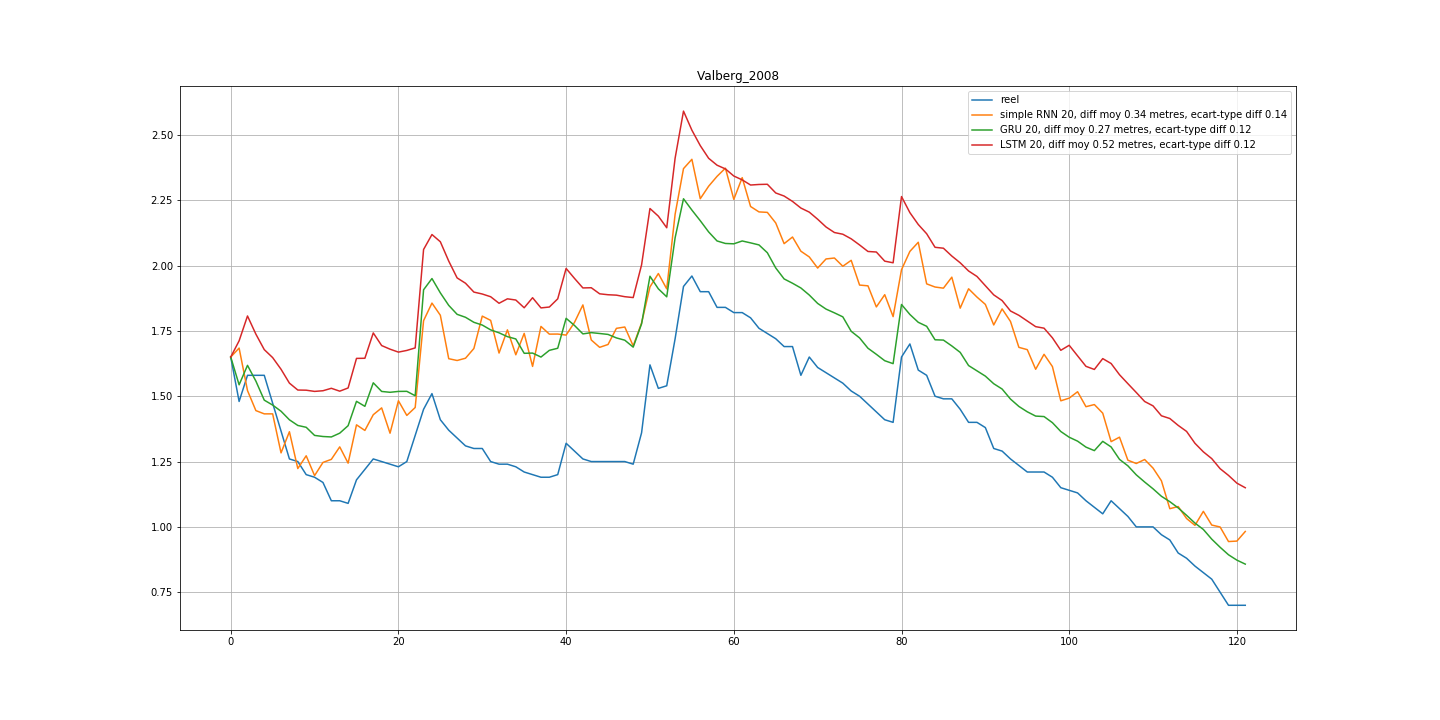 Valberg_2008
reel
simple RNN 20, diff moy 0.34 metres, ecart-type diff 0.14
GRU 20, diff moy 0.27 metres, ecart-type diff 0.12
LSTM 20, diff moy 0.52 metres, ecart-type diff 0.12
2.50
2.25
2.00
1.75
1.50
1.25
1.00
0.75
0 20 40 60 80 100 120